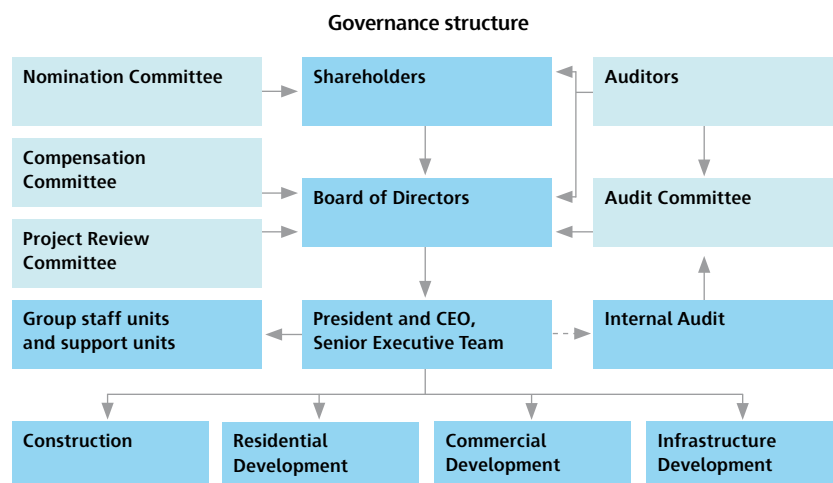 Governance structure
Nomination Committee
Shareholders
Auditors
Compensation
Committee
Board of Directors
Audit Committee
Project Review
Committee
Group staff units
and support units
President and CEO,
Senior Executive Team
Internal Audit
Construction
Residential
Development
Commercial
Development
Infrastructure
Development